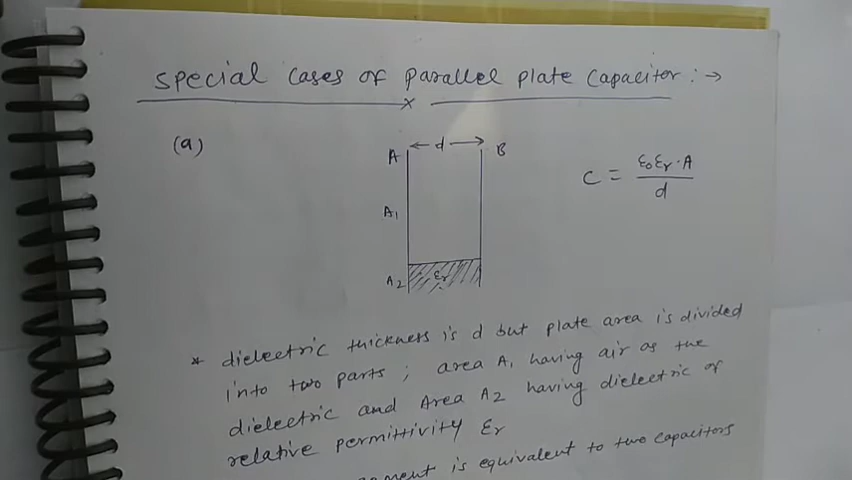 special cases of parallel plate capacitor : →
(a)
A ← d → B
C = ε₀εᵣ·A / d
A₁
A₂ εᵣ
* dielectric thickness is d but plate area is divided
into two parts ; area A₁ having air as the
dielectric and Area A₂ having dielectric of
relative permittivity εᵣ
is equivalent to two capacitors